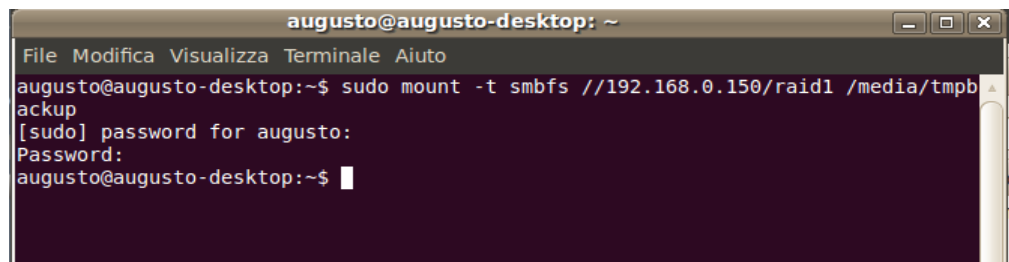 augusto@augusto-desktop: ~
File Modifica Visualizza Terminale Aiuto
augusto@augusto-desktop:~$ sudo mount -t smbfs //192.168.0.150/raid1 /media/tmpb
ackup
[sudo] password for augusto:
Password:
augusto@augusto-desktop:~$